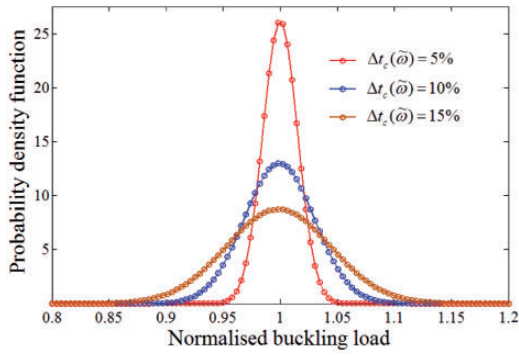 Probability density function
25
20
15
10
5
Δt_c(ω̃) = 5%
Δt_c(ω̃) = 10%
Δt_c(ω̃) = 15%
0.8 0.85 0.9 0.95 1 1.05 1.1 1.15 1.2
Normalised buckling load